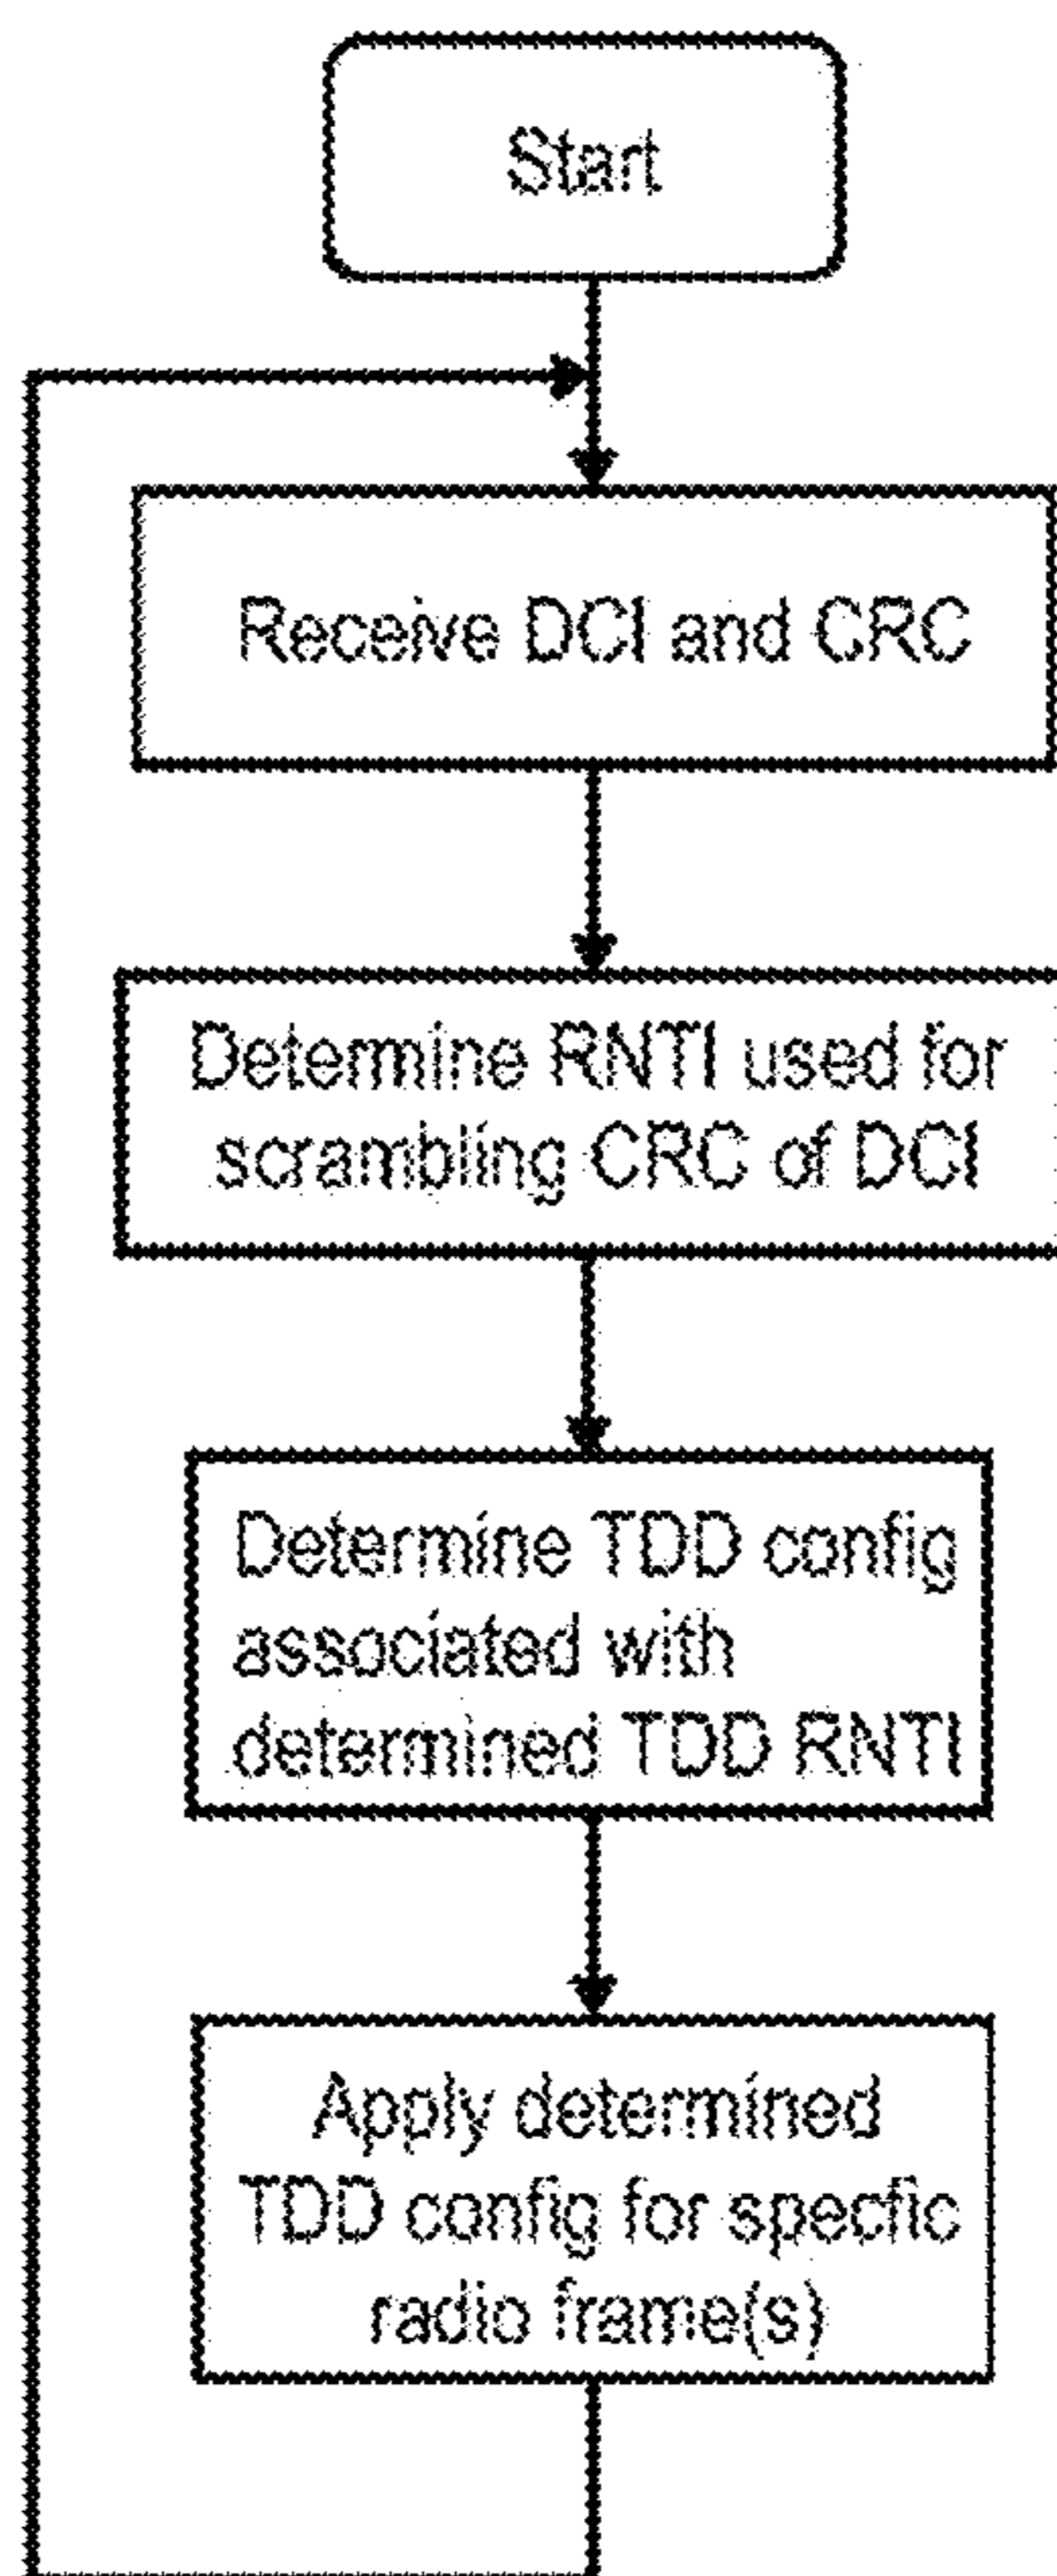 Start
Receive DCI and CRC
Determine RNTI used for
scrambling CRC of DCI
Determine TDD config
associated with
determined TDD RNTI
Apply determined
TDD config for specfic
radio frame(s)